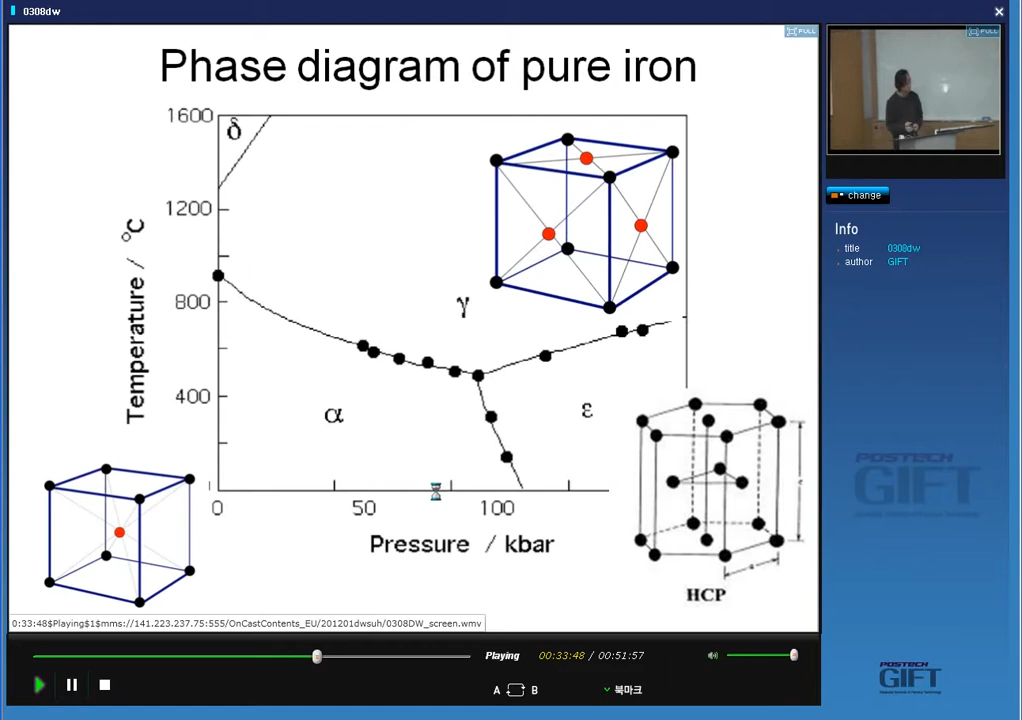 0308dw
FULL
FULL
Phase diagram of pure iron
1600
δ
1200
800
400
Temperature / °C
γ
α
ε
0
50
100
Pressure / kbar
c
a
HCP
change
Info
title 0308dw
author GIFT
POSTECH
GIFT
0:33:48$Playing$1$mms://141.223.237.75:555/OnCastContents_EU/201201dwsuh/0308DW_screen.wmv
Playing 00:33:48 / 00:51:57
A B 북마크
POSTECH
GIFT